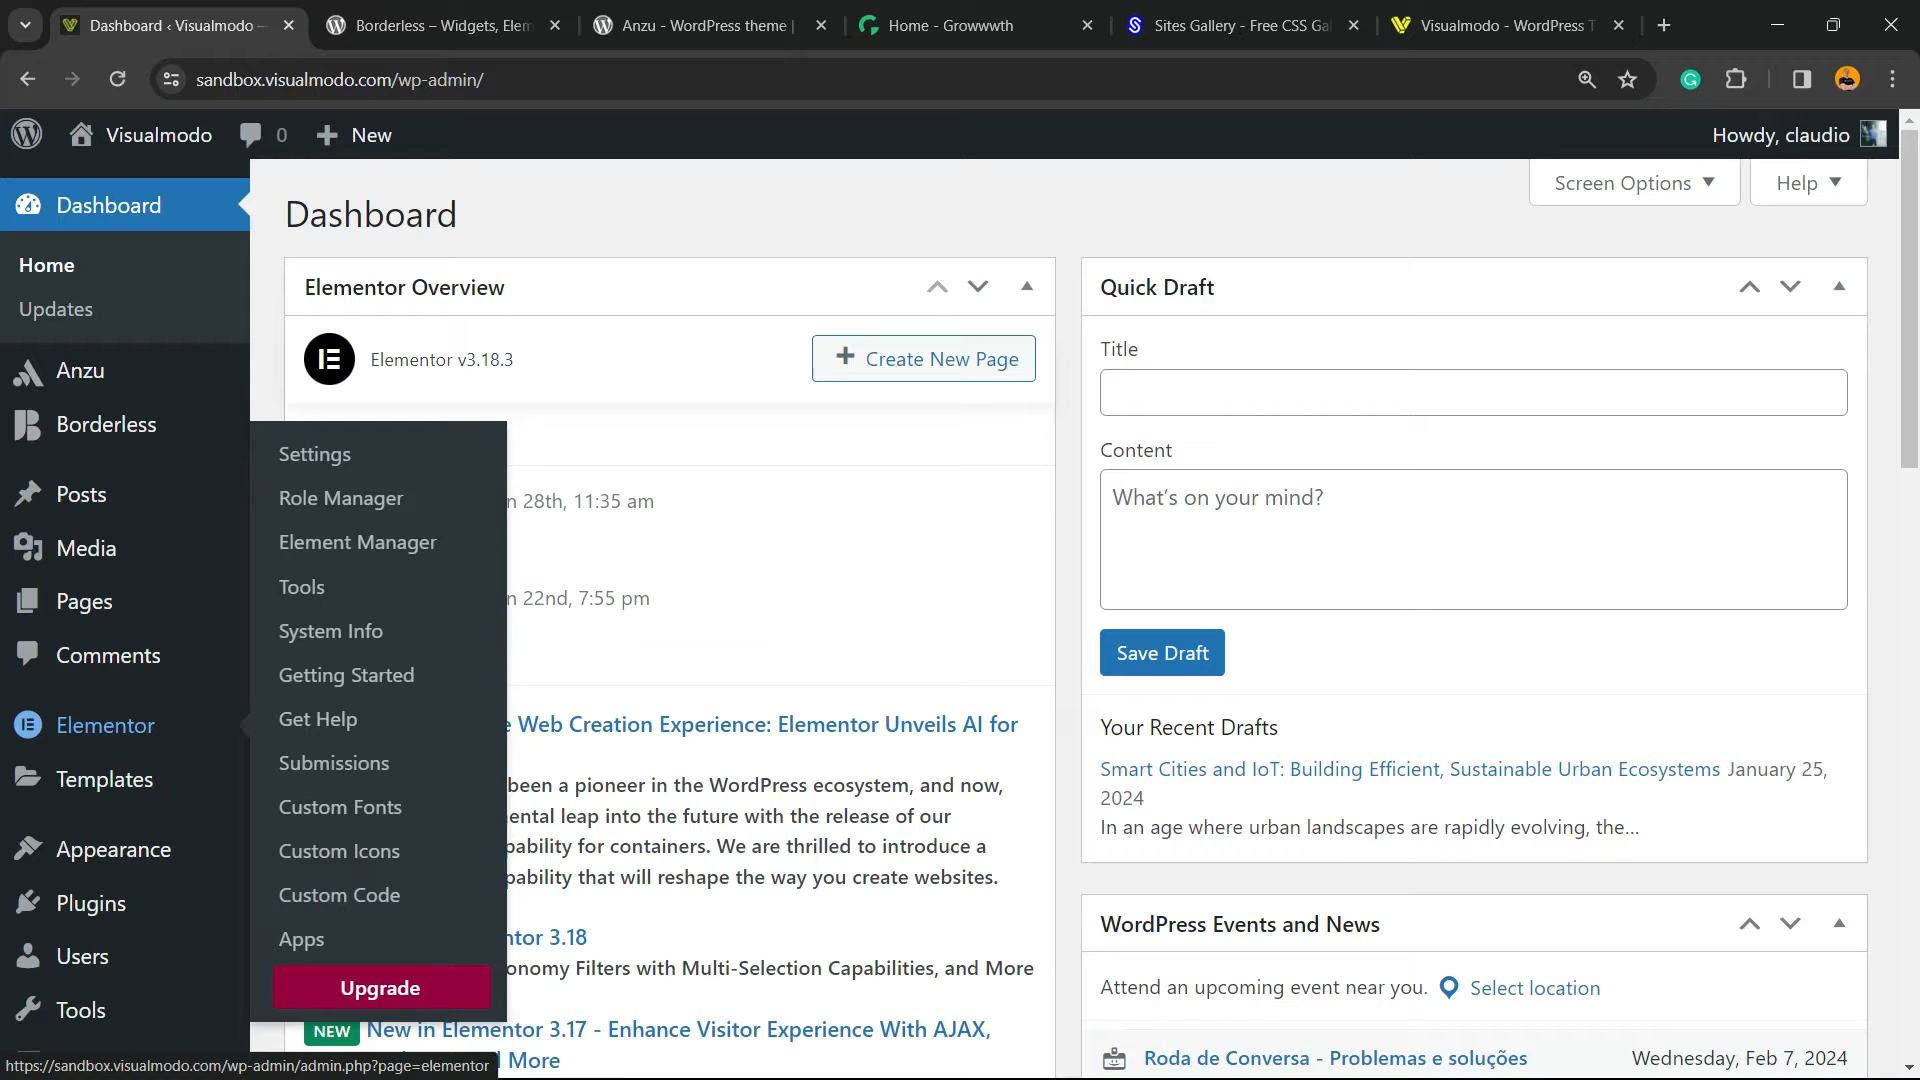 Dashboard ‹ Visualmodo –
Borderless – Widgets, Elem
Anzu - WordPress theme |
Home - Growwwth
Sites Gallery - Free CSS Ga
Visualmodo - WordPress T
sandbox.visualmodo.com/wp-admin/
Visualmodo
0
New
Howdy, claudio
Screen Options
Help
Dashboard
Dashboard
Home
Updates
Anzu
Borderless
Posts
Media
Pages
Comments
Elementor
Templates
Appearance
Plugins
Users
Tools
Settings
Role Manager
Element Manager
Tools
System Info
Getting Started
Get Help
Submissions
Custom Fonts
Custom Icons
Custom Code
Apps
Upgrade
Elementor Overview
Elementor v3.18.3
Create New Page
n 28th, 11:35 am
n 22nd, 7:55 pm
e Web Creation Experience: Elementor Unveils AI for
been a pioneer in the WordPress ecosystem, and now,
ental leap into the future with the release of our
pability for containers. We are thrilled to introduce a
pability that will reshape the way you create websites.
ntor 3.18
onomy Filters with Multi-Selection Capabilities, and More
NEW New in Elementor 3.17 - Enhance Visitor Experience With AJAX,
More
Quick Draft
Title
Content
What's on your mind?
Save Draft
Your Recent Drafts
Smart Cities and IoT: Building Efficient, Sustainable Urban Ecosystems January 25,
2024
In an age where urban landscapes are rapidly evolving, the…
WordPress Events and News
Attend an upcoming event near you.
Select location
Roda de Conversa - Problemas e soluções
Wednesday, Feb 7, 2024
https://sandbox.visualmodo.com/wp-admin/admin.php?page=elementor